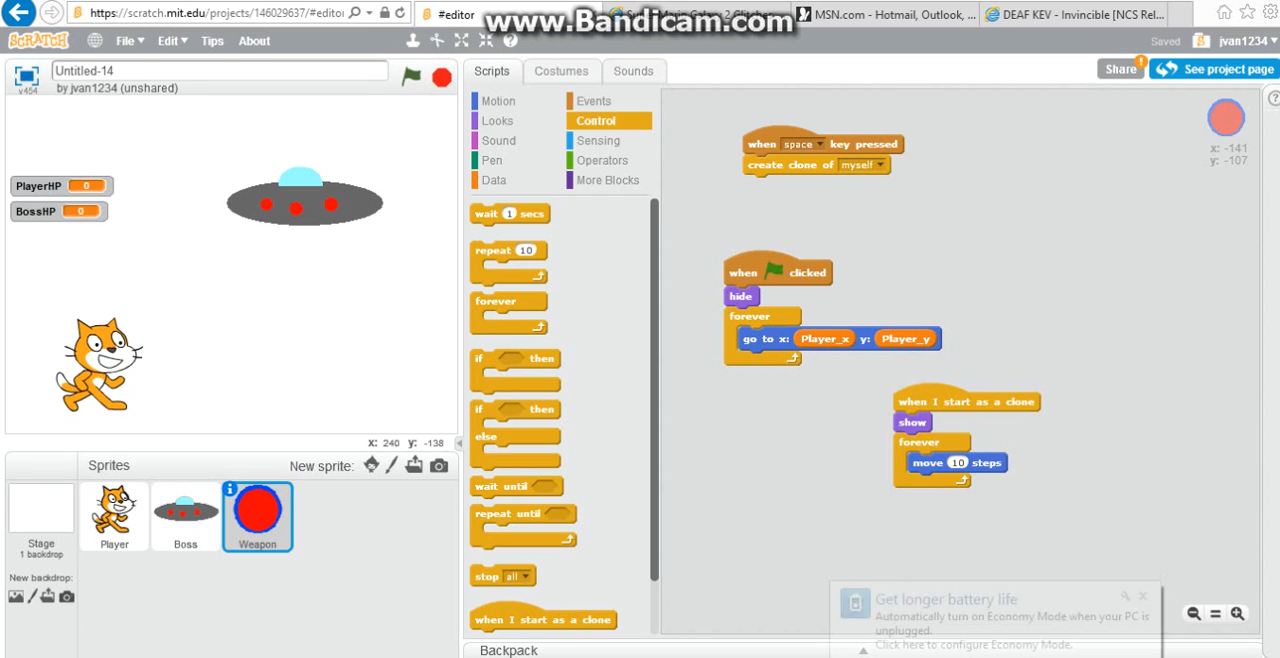 https://scratch.mit.edu/projects/146029637/#editor
#editor
www.Bandicam.com
MSN.com - Hotmail, Outlook, ...
DEAF KEV - Invincible [NCS Rel...
SCRATCH
File
Edit
Tips
About
Saved
jvan1234
Untitled-14
by jvan1234 (unshared)
v454
Scripts
Costumes
Sounds
Share
See project page
Motion
Events
Looks
Control
Sound
Sensing
Pen
Operators
Data
More Blocks
PlayerHP 0
BossHP 0
x: 240 y: -138
wait 1 secs
repeat 10
forever
if then
if then
else
wait until
repeat until
stop all
when I start as a clone
when space key pressed
create clone of myself
when clicked
hide
forever
go to x: Player_x y: Player_y
when I start as a clone
show
forever
move 10 steps
x: -141
y: -107
Sprites
New sprite:
Stage
1 backdrop
New backdrop:
Player
Boss
Weapon
Get longer battery life
Automatically turn on Economy Mode when your PC is
unplugged.
Click here to configure Economy Mode.
Backpack